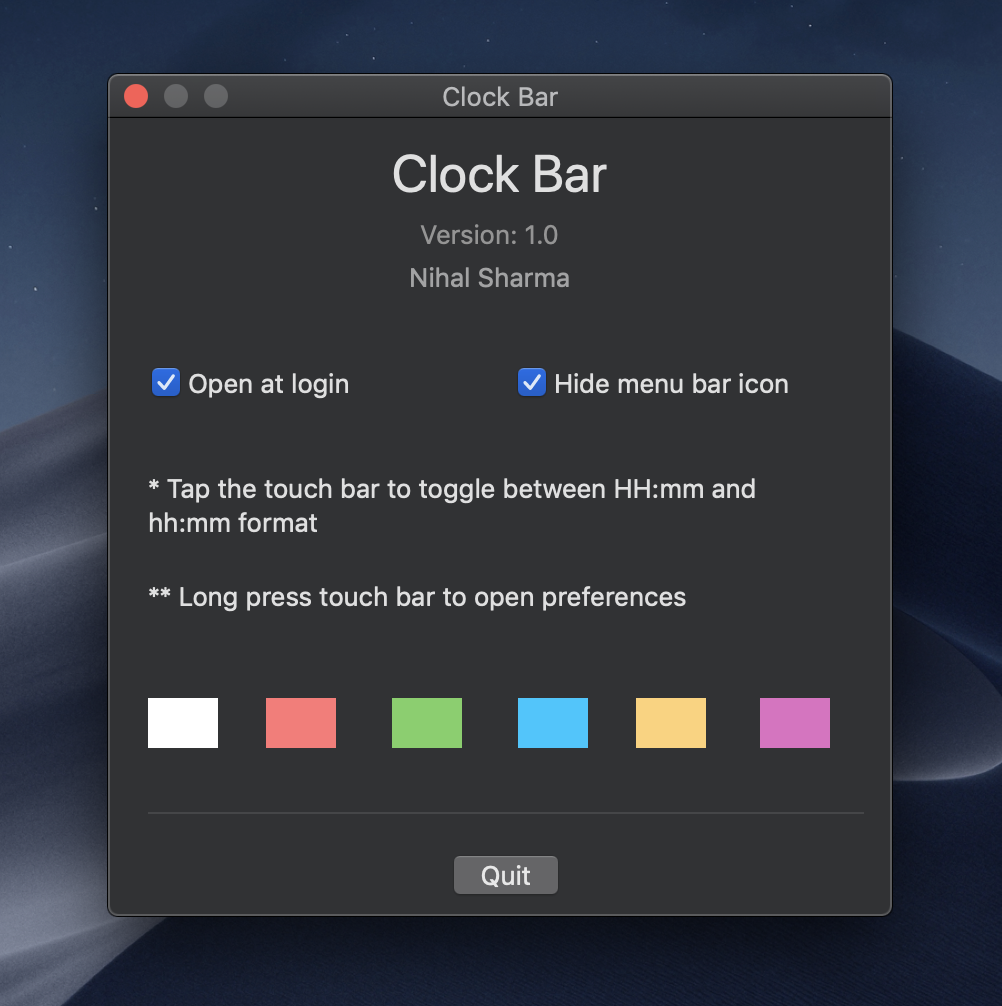 Clock Bar
Clock Bar
Version: 1.0
Nihal Sharma
Open at login
Hide menu bar icon
* Tap the touch bar to toggle between HH:mm and
hh:mm format
** Long press touch bar to open preferences
Quit